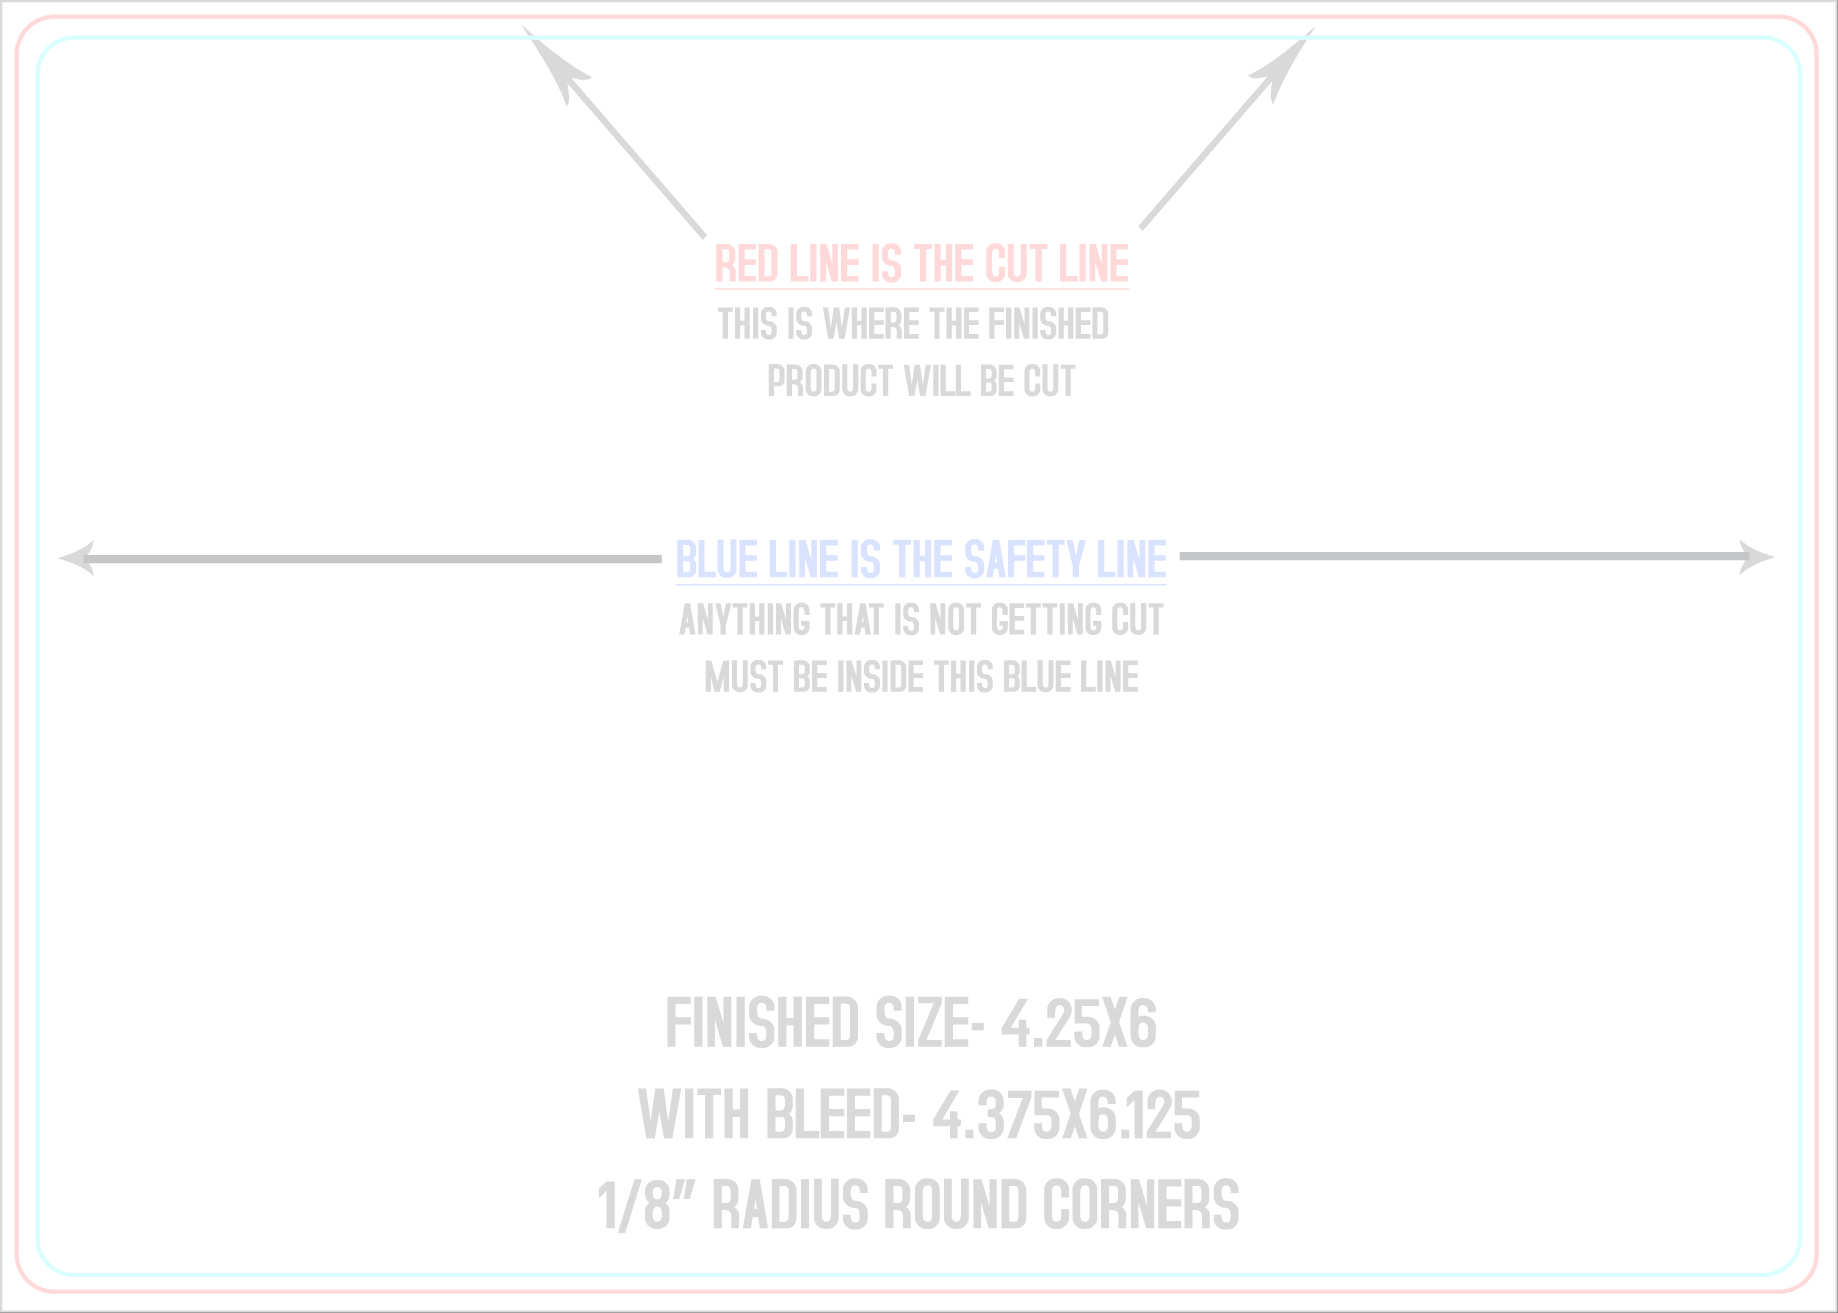 RED LINE IS THE CUT LINE
THIS IS WHERE THE FINISHED
PRODUCT WILL BE CUT
BLUE LINE IS THE SAFETY LINE
ANYTHING THAT IS NOT GETTING CUT
MUST BE INSIDE THIS BLUE LINE
FINISHED SIZE- 4.25X6
WITH BLEED- 4.375X6.125
1/8" RADIUS ROUND CORNERS